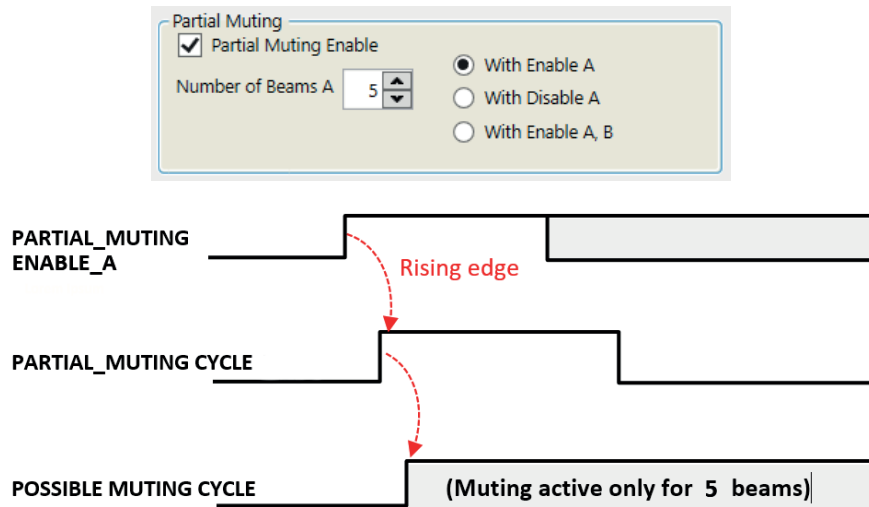 Partial Muting
Partial Muting Enable
Number of Beams A 5
With Enable A
With Disable A
With Enable A, B
PARTIAL_MUTING
ENABLE_A
Rising edge
PARTIAL_MUTING CYCLE
POSSIBLE MUTING CYCLE
(Muting active only for 5 beams)